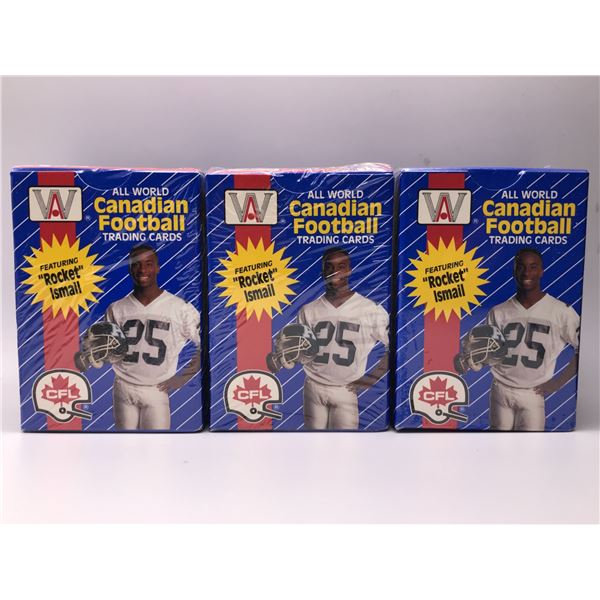 AW
ALL WORLD
®
Canadian
Football
TRADING CARDS
FEATURING
"Rocket"
Ismail
25
CFL
®
AW
ALL WORLD
®
Canadian
Football
TRADING CARDS
FEATURING
"Rocket"
Ismail
25
CFL
®
AW
ALL WORLD
®
Canadian
Football
TRADING CARDS
FEATURING
"Rocket"
Ismail
25
CFL
®